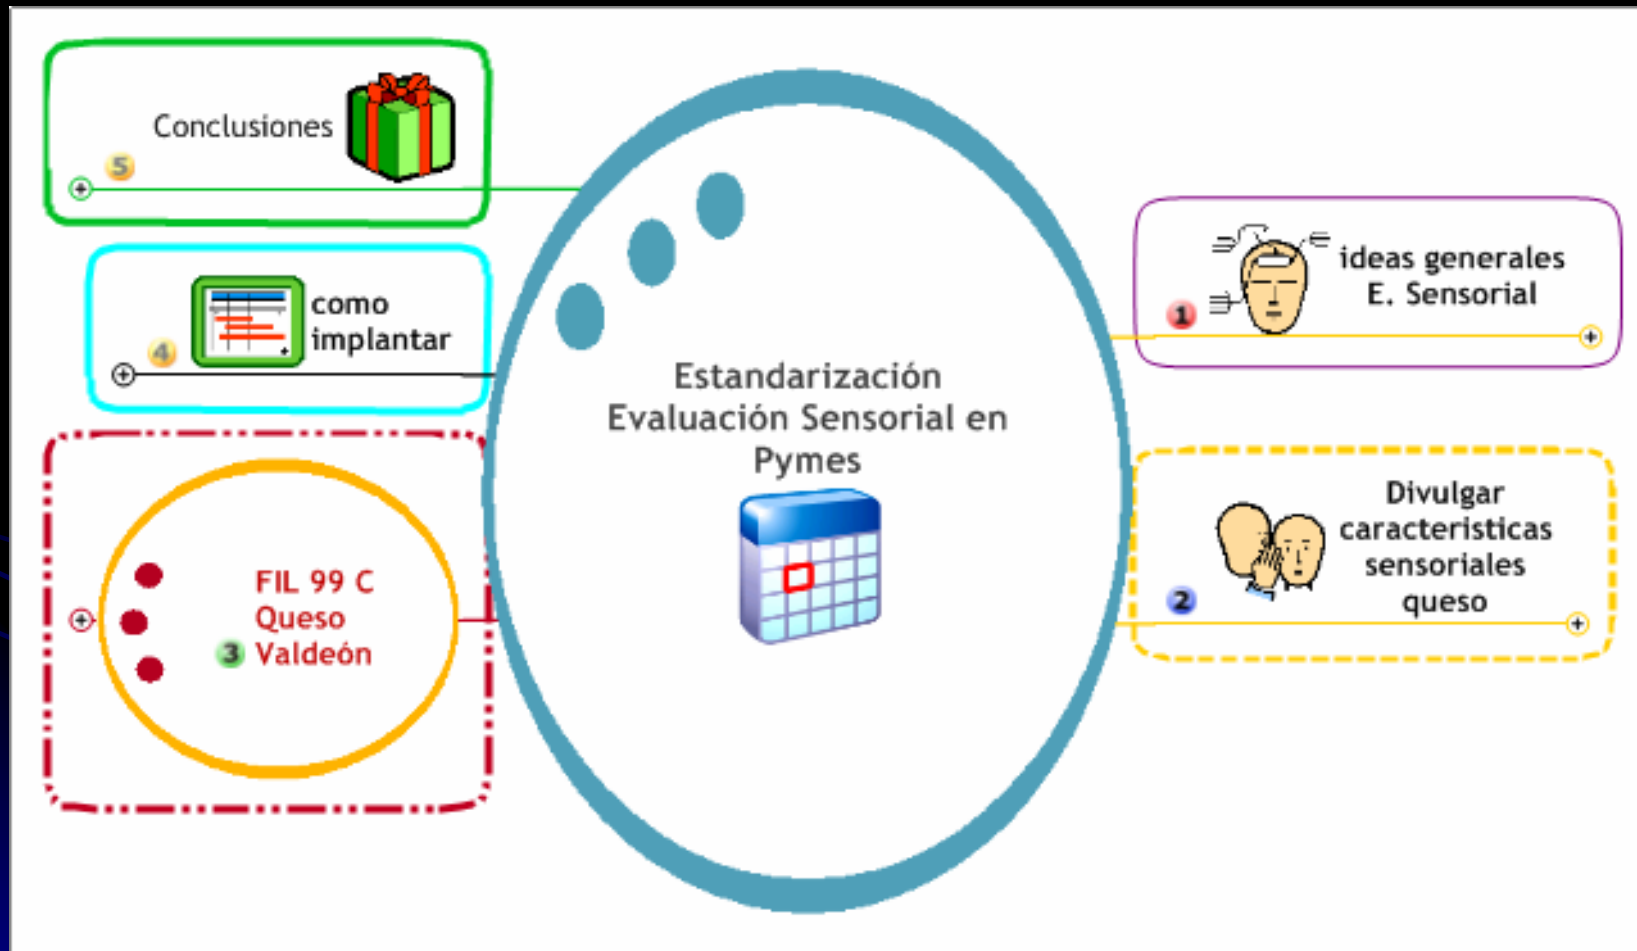 Estandarización
Evaluación Sensorial en
Pymes
1
ideas generales
E. Sensorial
2
Divulgar
caracteristicas
sensoriales
queso
3
FIL 99 C
Queso
Valdeón
4
como
implantar
5
Conclusiones